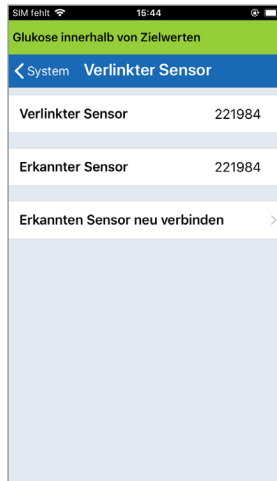 SIM fehlt 15:44
Glukose innerhalb von Zielwerten
System Verlinkter Sensor
Verlinkter Sensor 221984
Erkannter Sensor 221984
Erkannten Sensor neu verbinden